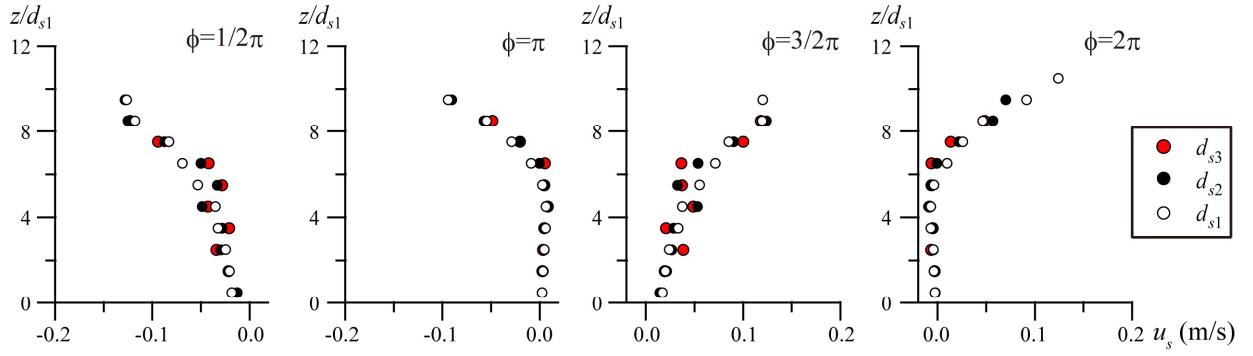 z/ds1 z/ds1 z/ds1 z/ds1
ϕ=1/2π ϕ=π ϕ=3/2π ϕ=2π
12 12 12 12
8 8 8 8
4 4 4 4
0 0 0 0
-0.2 -0.1 0.0 -0.2 -0.1 0.0 0.0 0.1 0.2 0.0 0.1 0.2 us (m/s)
ds3
ds2
ds1